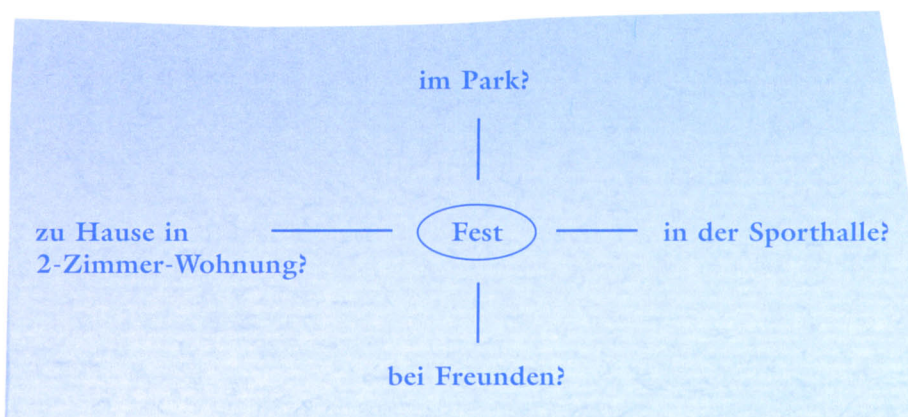 im Park?
zu Hause in
2-Zimmer-Wohnung?
Fest
in der Sporthalle?
bei Freunden?